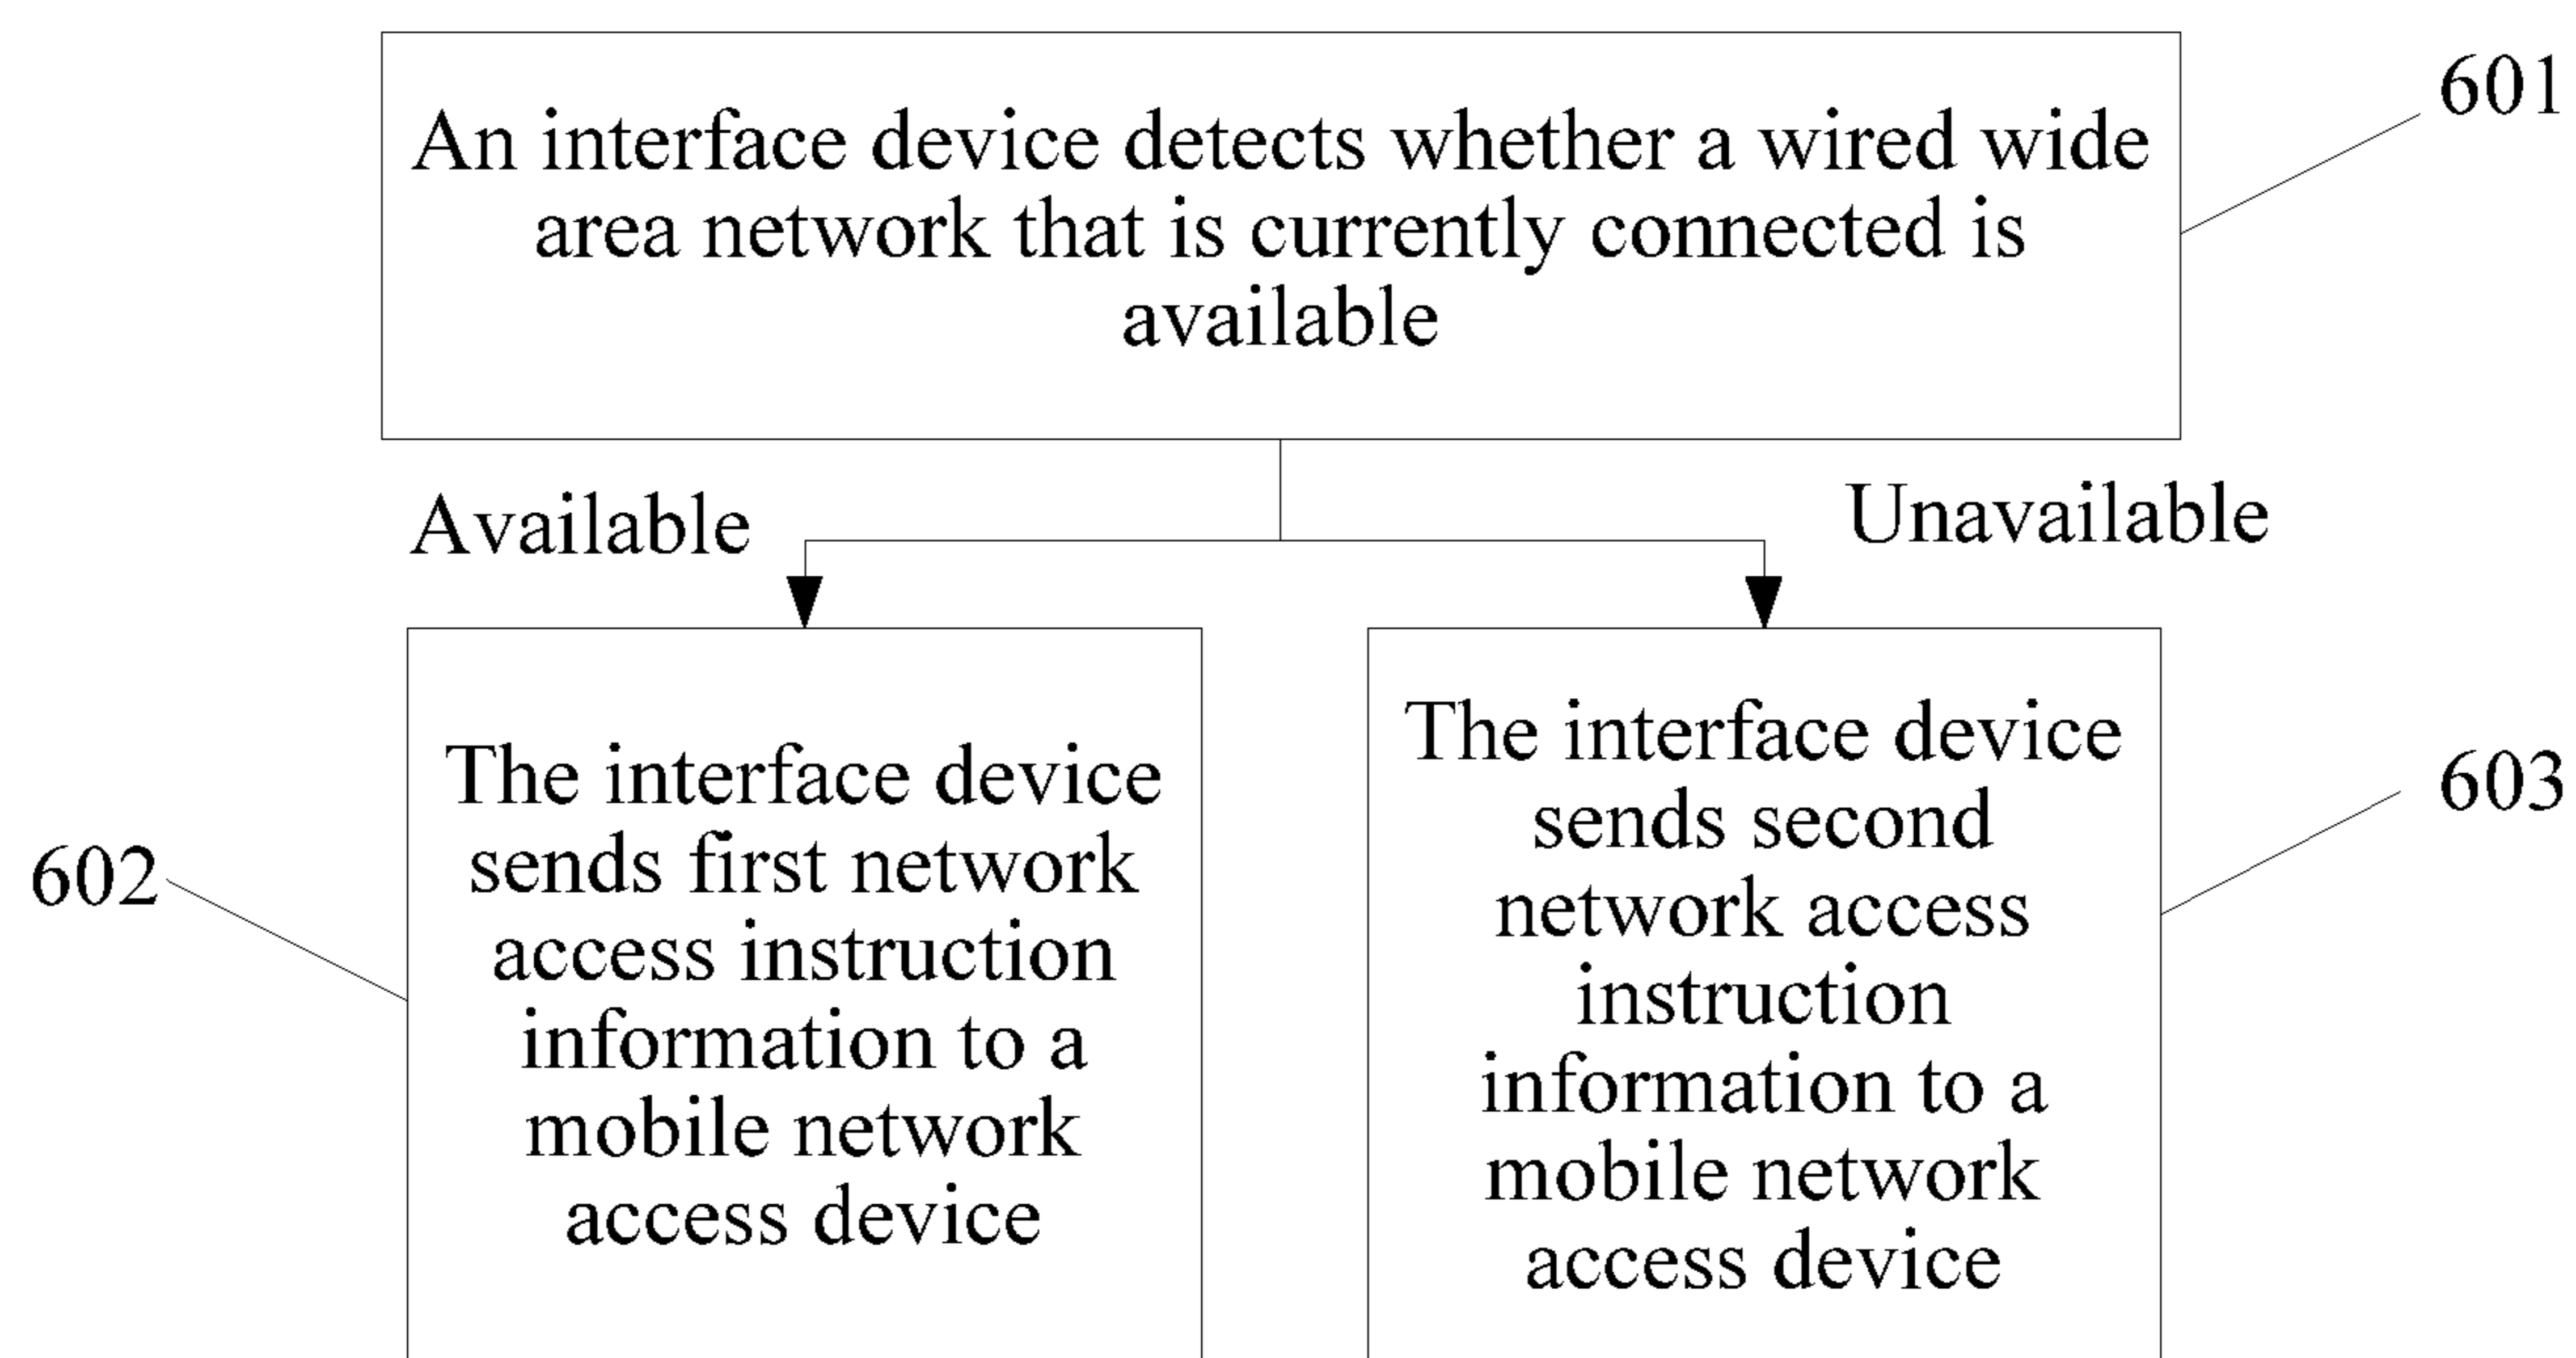 An interface device detects whether a wired wide
area network that is currently connected is
available
601
Available
Unavailable
The interface device
sends first network
access instruction
information to a
mobile network
access device
602
The interface device
sends second
network access
instruction
information to a
mobile network
access device
603